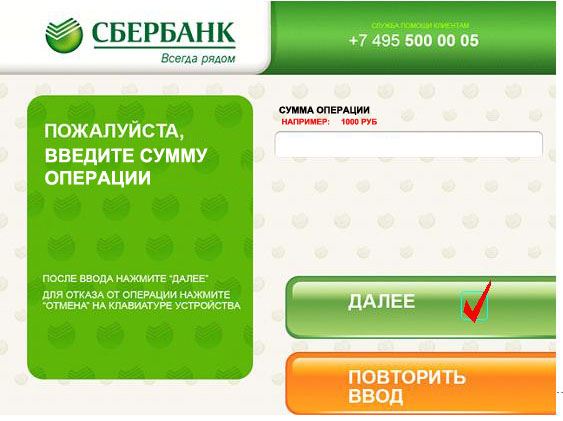 СБЕРБАНК
Всегда рядом
СЛУЖБА ПОМОЩИ КЛИЕНТАМ
+7 495 500 00 05
ПОЖАЛУЙСТА,
ВВЕДИТЕ СУММУ
ОПЕРАЦИИ
ПОСЛЕ ВВОДА НАЖМИТЕ "ДАЛЕЕ"
ДЛЯ ОТКАЗА ОТ ОПЕРАЦИИ НАЖМИТЕ
"ОТМЕНА" НА КЛАВИАТУРЕ УСТРОЙСТВА
СУММА ОПЕРАЦИИ
НАПРИМЕР: 1000 РУБ
ДАЛЕЕ
ПОВТОРИТЬ
ВВОД